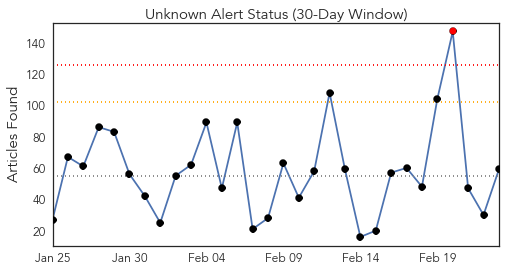 Unknown Alert Status (30-Day Window)
Articles Found
140
120
100
80
60
40
20
Jan 25
Jan 30
Feb 04
Feb 09
Feb 14
Feb 19